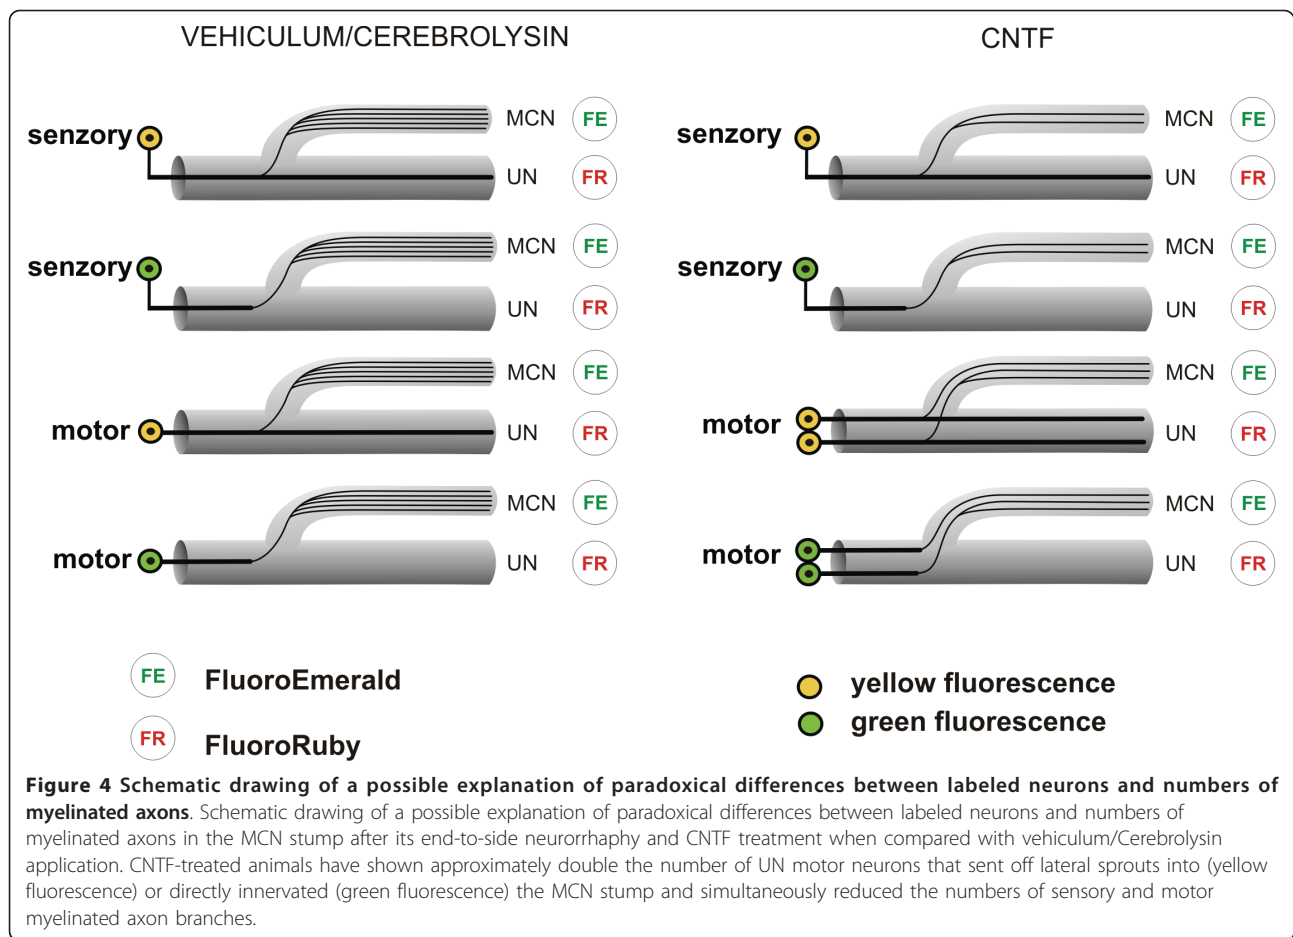 VEHICULUM/CEREBROLYSIN CNTF
senzory MCN FE senzory MCN FE
UN FR UN FR
senzory MCN FE senzory MCN FE
UN FR UN FR
motor MCN FE motor MCN FE
UN FR UN FR
motor MCN FE motor MCN FE
UN FR UN FR
FE FluoroEmerald yellow fluorescence
FR FluoroRuby green fluorescence
Figure 4 Schematic drawing of a possible explanation of paradoxical differences between labeled neurons and numbers of
myelinated axons. Schematic drawing of a possible explanation of paradoxical differences between labeled neurons and numbers of
myelinated axons in the MCN stump after its end-to-side neurorrhaphy and CNTF treatment when compared with vehiculum/Cerebrolysin
application. CNTF-treated animals have shown approximately double the number of UN motor neurons that sent off lateral sprouts into (yellow
fluorescence) or directly innervated (green fluorescence) the MCN stump and simultaneously reduced the numbers of sensory and motor
myelinated axon branches.